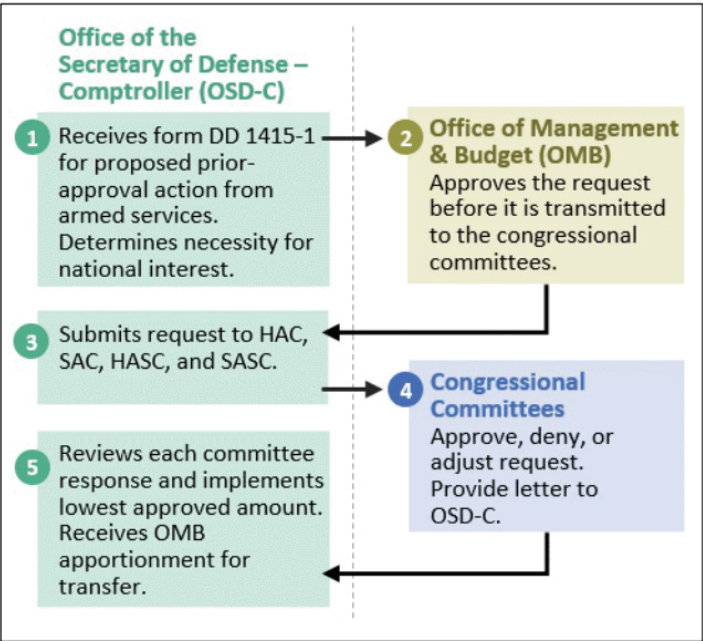 Office of the
Secretary of Defense –
Comptroller (OSD-C)
1
Receives form DD 1415-1
for proposed prior-
approval action from
armed services.
Determines necessity for
national interest.
2
Office of Management
& Budget (OMB)
Approves the request
before it is transmitted
to the congressional
committees.
3
Submits request to HAC,
SAC, HASC, and SASC.
4
Congressional
Committees
Approve, deny, or
adjust request.
Provide letter to
OSD-C.
5
Reviews each committee
response and implements
lowest approved amount.
Receives OMB
apportionment for
transfer.